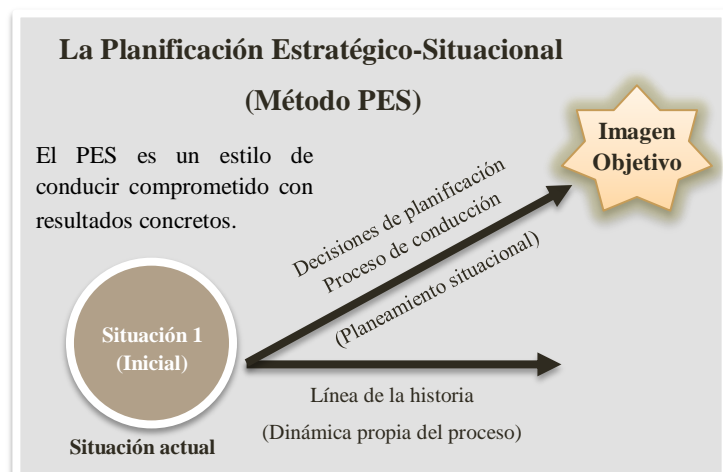 La Planificación Estratégico-Situacional
(Método PES)
El PES es un estilo de
conducir comprometido con
resultados concretos.
Imagen
Objetivo
Decisiones de planificación
Proceso de conducción
(Planeamiento situacional)
Situación 1
(Inicial)
Situación actual
Línea de la historia
(Dinámica propia del proceso)